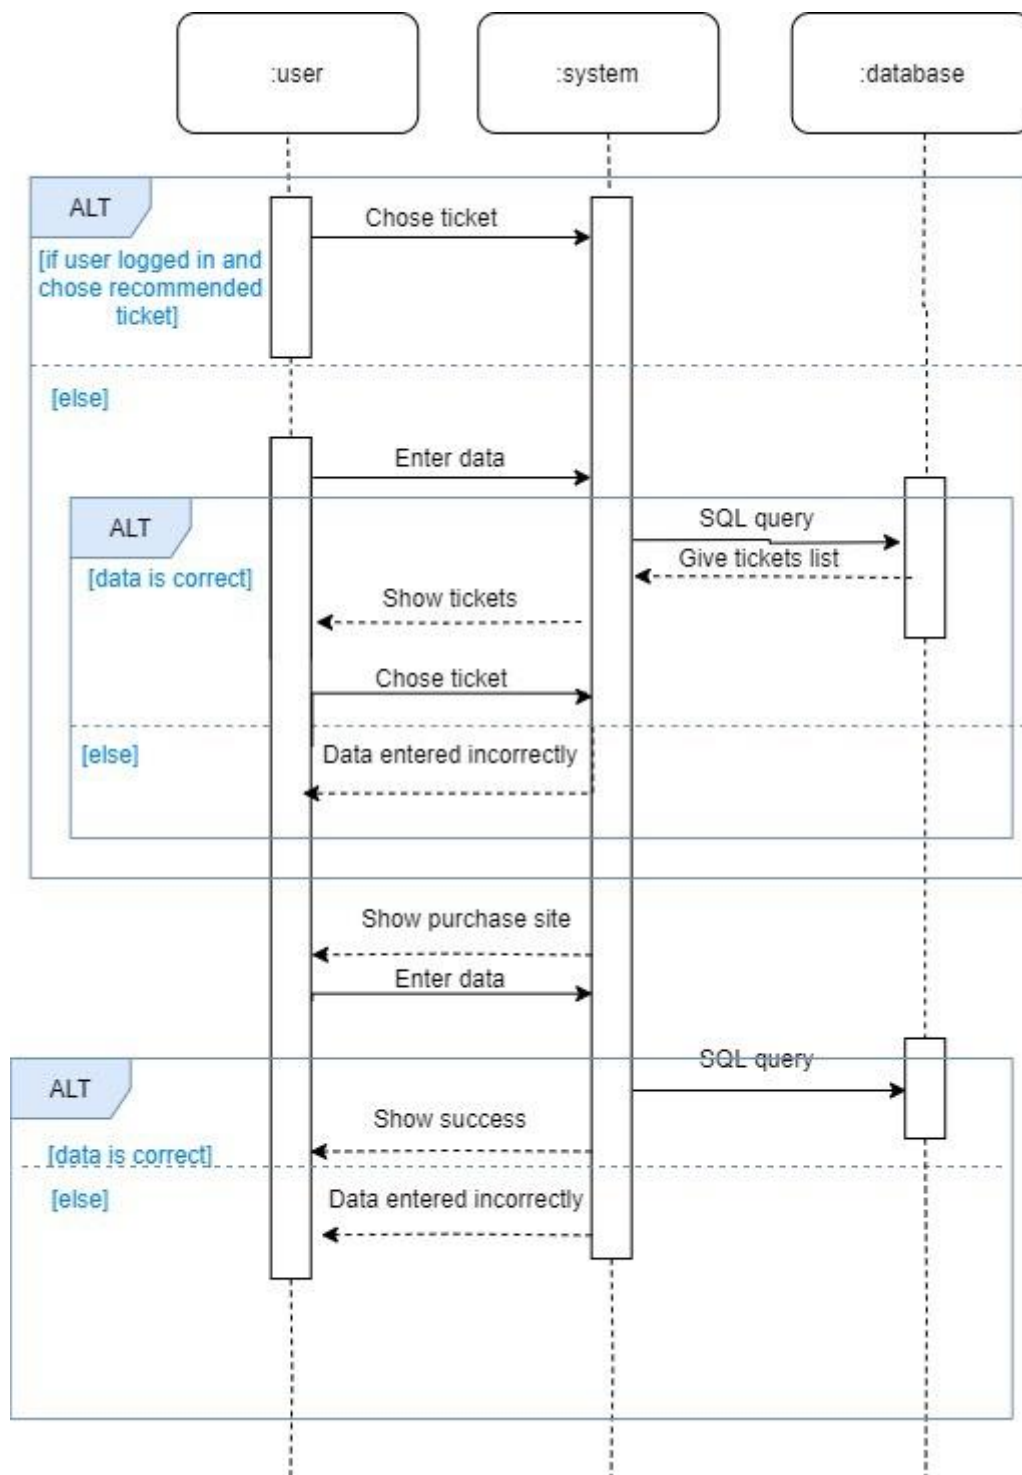 :user
:system
:database
ALT
Chose ticket
[if user logged in and
chose recommended
ticket]
[else]
Enter data
ALT
SQL query
[data is correct]
Give tickets list
Show tickets
Chose ticket
[else]
Data entered incorrectly
Show purchase site
Enter data
ALT
SQL query
Show success
[data is correct]
[else]
Data entered incorrectly